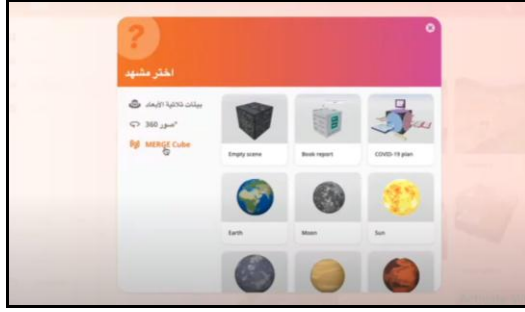 ?
اختر مشهد
بيئات ثلاثية الأبعاد
صور 360°
MERGE Cube
Empty scene
Book report
COVID-19 plan
Earth
Moon
Sun